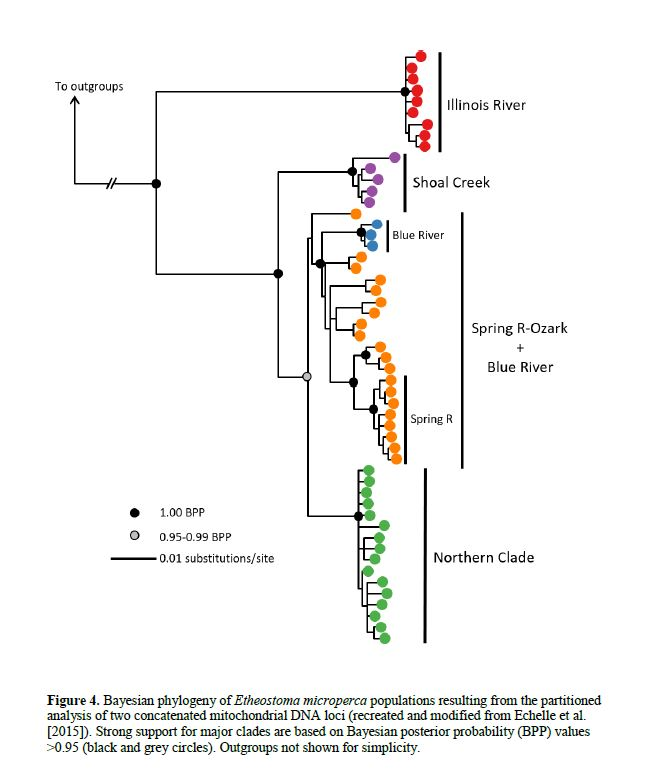 To outgroups
Illinois River
Shoal Creek
Blue River
Spring R-Ozark
+
Blue River
Spring R
Northern Clade
1.00 BPP
0.95-0.99 BPP
0.01 substitutions/site
Figure 4. Bayesian phylogeny of Etheostoma microperca populations resulting from the partitioned
analysis of two concatenated mitochondrial DNA loci (recreated and modified from Echelle et al.
[2015]). Strong support for major clades are based on Bayesian posterior probability (BPP) values
>0.95 (black and grey circles). Outgroups not shown for simplicity.